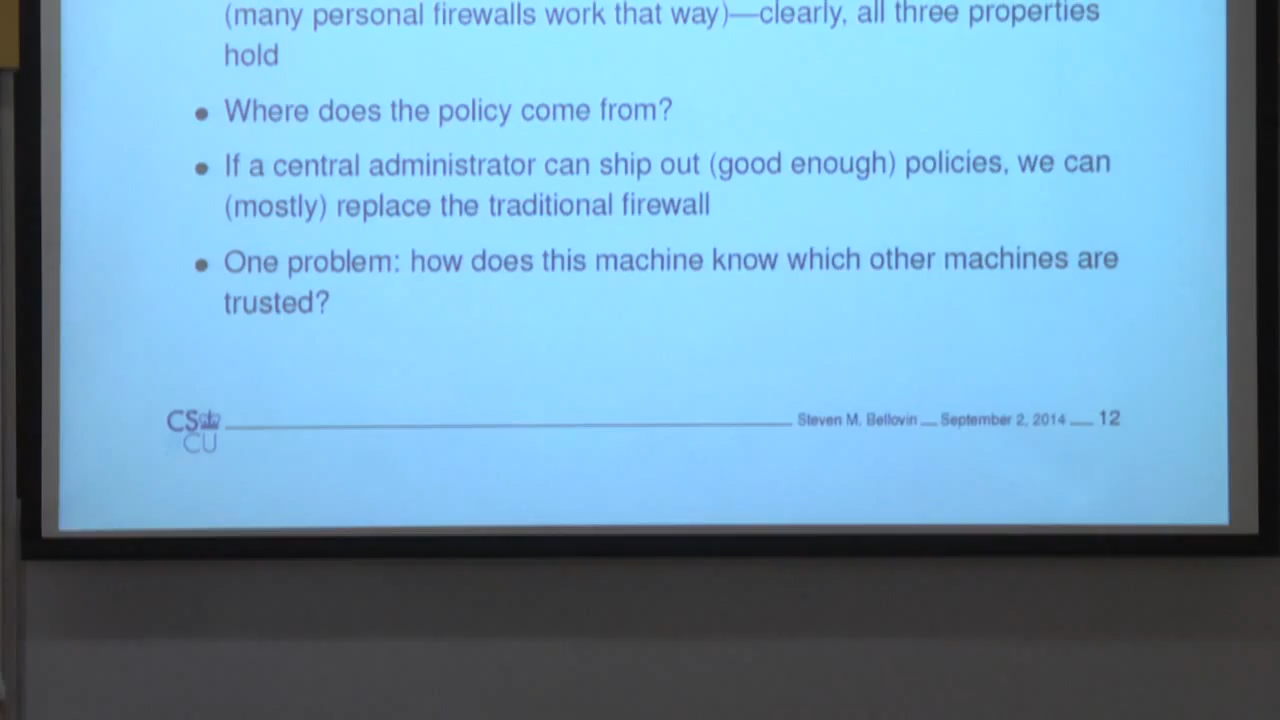 (many personal firewalls work that way)—clearly, all three properties
hold
• Where does the policy come from?
• If a central administrator can ship out (good enough) policies, we can
(mostly) replace the traditional firewall
• One problem: how does this machine know which other machines are
trusted?
CS
CU
Steven M. Bellovin — September 2, 2014 — 12